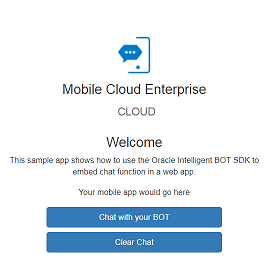 Mobile Cloud Enterprise
CLOUD
Welcome
This sample app shows how to use the Oracle Intelligent BOT SDK to
embed chat function in a web app.
Your mobile app would go here
Chat with your BOT
Clear Chat